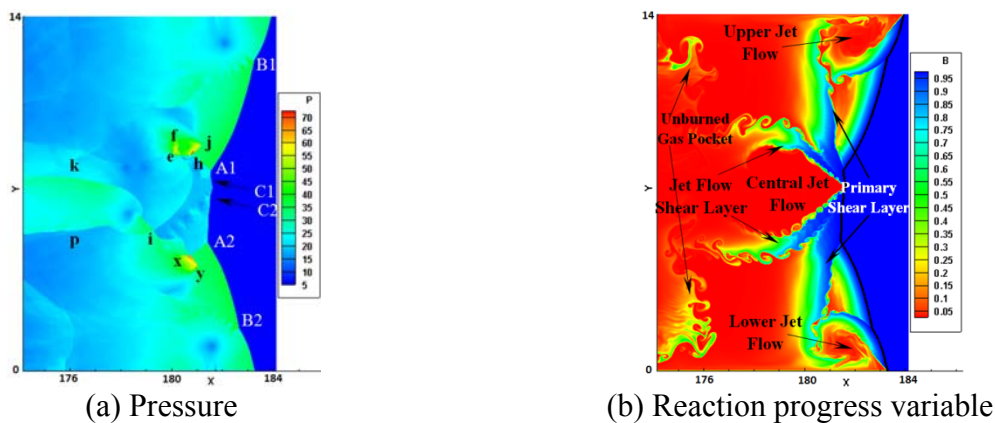 14
Y
0
176
180
X
184
B1
f
j
e
h
k
A1
C1
C2
p
i
A2
x
y
B2
P
70
65
60
55
50
45
40
35
30
25
20
15
10
5
(a) Pressure
14
Y
0
176
180
X
184
Upper Jet
Flow
Unburned
Gas Pocket
Jet Flow
Shear Layer
Central Jet
Flow
Primary
Shear Layer
Lower Jet
Flow
B
0.95
0.9
0.85
0.8
0.75
0.7
0.65
0.6
0.55
0.5
0.45
0.4
0.35
0.3
0.25
0.2
0.15
0.1
0.05
(b) Reaction progress variable